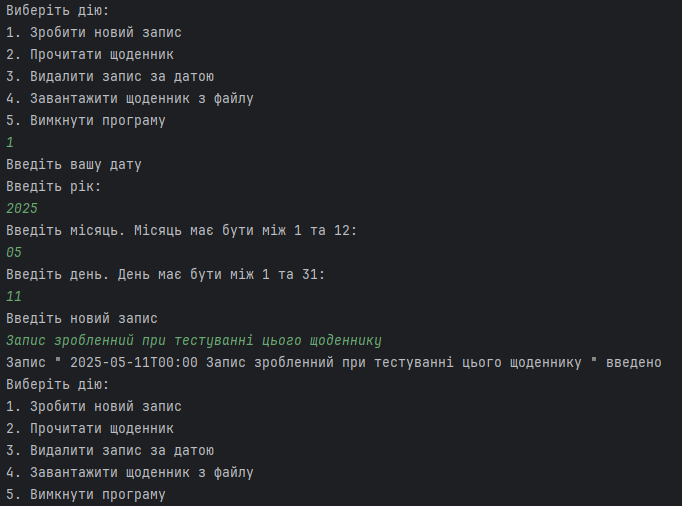 Виберіть дію:
1. Зробити новий запис
2. Прочитати щоденник
3. Видалити запис за датою
4. Завантажити щоденник з файлу
5. Вимкнути програму
1
Введіть вашу дату
Введіть рік:
2025
Введіть місяць. Місяць має бути між 1 та 12:
05
Введіть день. День має бути між 1 та 31:
11
Введіть новий запис
Запис зробленний при тестуванні цього щоденнику
Запис " 2025-05-11T00:00 Запис зробленний при тестуванні цього щоденнику " введено
Виберіть дію:
1. Зробити новий запис
2. Прочитати щоденник
3. Видалити запис за датою
4. Завантажити щоденник з файлу
5. Вимкнути програму